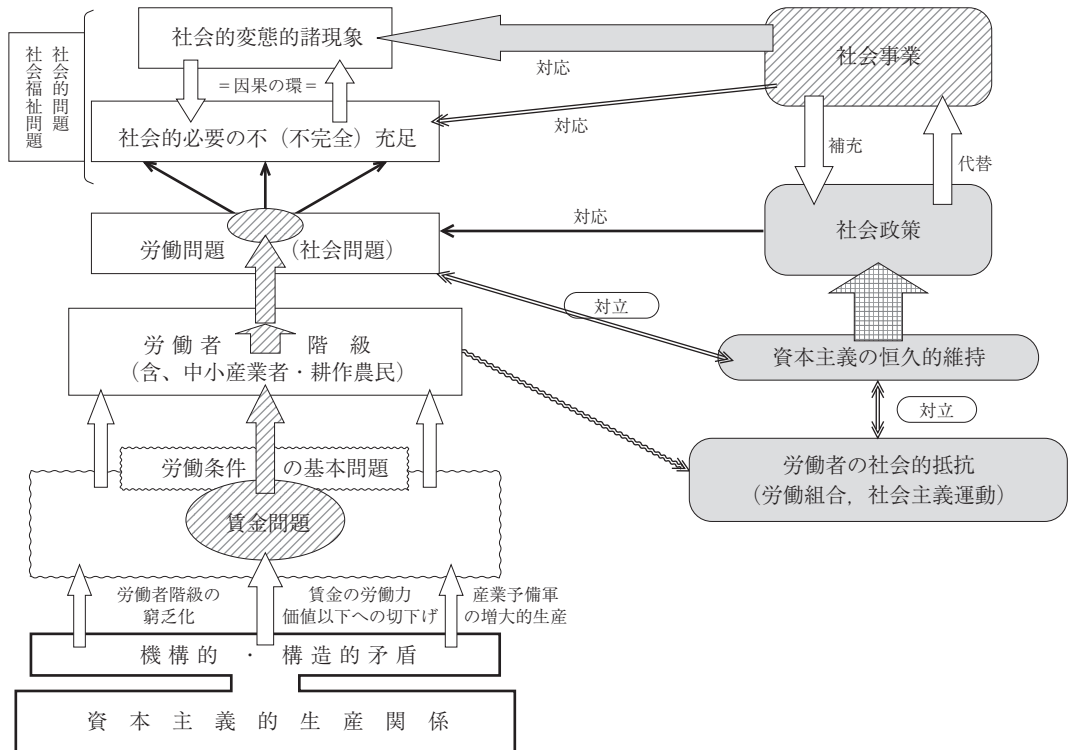 社会的問題
社会福祉問題
社会的変態的諸現象
=因果の環=
社会的必要の不（不完全）充足
対応
対応
社会事業
補充
代替
社会政策
対応
労働問題 （社会問題）
対立
労 働 者 階 級
（含、中小産業者・耕作農民）
資本主義の恒久的維持
対立
労働者の社会的抵抗
（労働組合，社会主義運動）
労働条件 の基本問題
賃金問題
労働者階級の
窮乏化
賃金の労働力
価値以下への切下げ
産業予備軍
の増大的生産
機 構 的 ・ 構 造 的 矛 盾
資 本 主 義 的 生 産 関 係